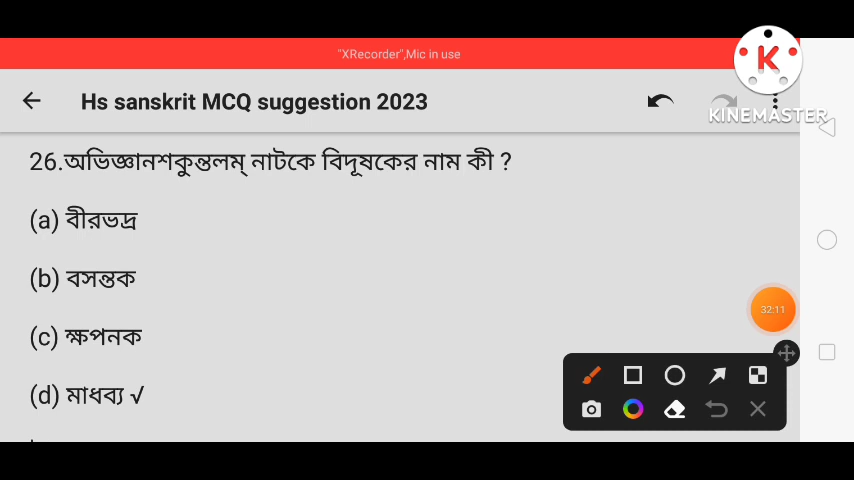 "XRecorder",Mic in use
Hs sanskrit MCQ suggestion 2023
K
KINEMASTER
26.অভিজ্ঞানশকুন্তলম্ নাটকে বিদূষকের নাম কী ?
(a) বীরভদ্র
(b) বসন্তক
(c) ক্ষপনক
32:11
(d) মাধব্য √